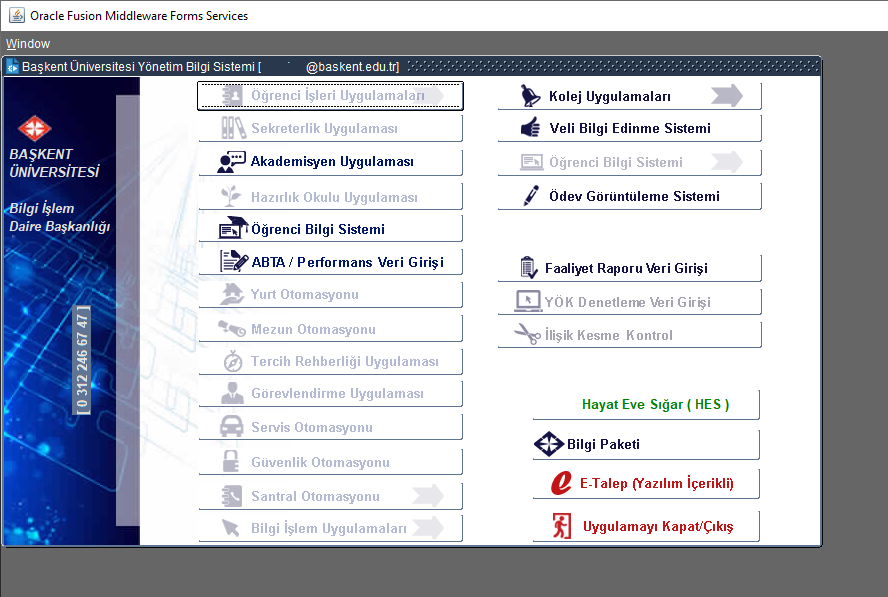 Oracle Fusion Middleware Forms Services
Window
Başkent Üniversitesi Yönetim Bilgi Sistemi [ @baskent.edu.tr]
BAŞKENT
ÜNİVERSİTESİ
Bilgi İşlem
Daire Başkanlığı
[0 312 246 67 47 ]
Öğrenci İşleri Uygulamaları
Sekreterlik Uygulaması
Akademisyen Uygulaması
Hazırlık Okulu Uygulaması
Öğrenci Bilgi Sistemi
ABTA / Performans Veri Girişi
Yurt Otomasyonu
Mezun Otomasyonu
Tercih Rehberliği Uygulaması
Görevlendirme Uygulaması
Servis Otomasyonu
Güvenlik Otomasyonu
Santral Otomasyonu
Bilgi İşlem Uygulamaları
Kolej Uygulamaları
Veli Bilgi Edinme Sistemi
Öğrenci Bilgi Sistemi
Ödev Görüntüleme Sistemi
Faaliyet Raporu Veri Girişi
YÖK Denetleme Veri Girişi
İlişik Kesme Kontrol
Hayat Eve Sığar ( HES )
Bilgi Paketi
E-Talep (Yazılım İçerikli)
Uygulamayı Kapat/Çıkış